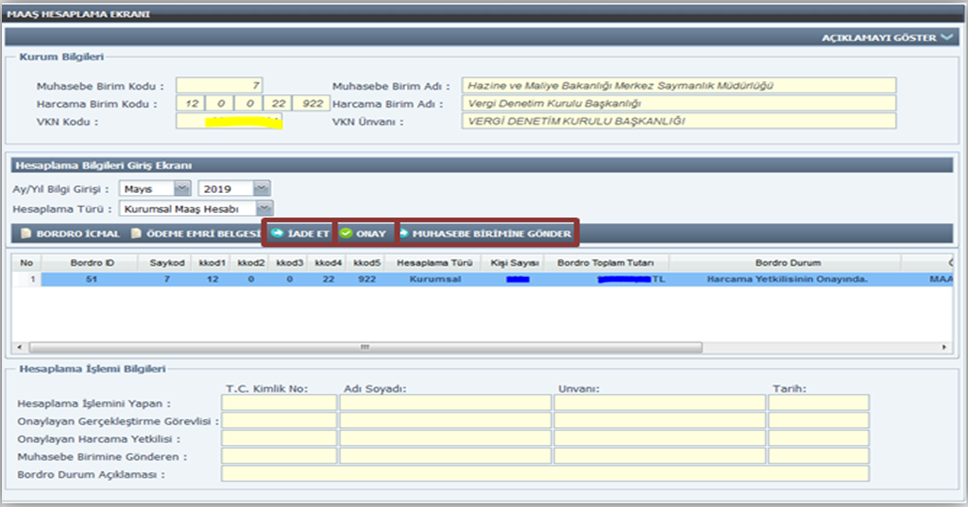 MAAŞ HESAPLAMA EKRANI
AÇIKLAMAYI GÖSTER
Kurum Bilgileri
Muhasebe Birim Kodu : 7 Muhasebe Birim Adı : Hazine ve Maliye Bakanlığı Merkez Saymanlık Müdürlüğü
Harcama Birim Kodu : 12 0 0 22 922 Harcama Birim Adı : Vergi Denetim Kurulu Başkanlığı
VKN Kodu : VKN Ünvanı : VERGİ DENETİM KURULU BAŞKANLIĞI
Hesaplama Bilgileri Giriş Ekranı
Ay/Yıl Bilgi Girişi : Mayıs 2019
Hesaplama Türü : Kurumsal Maaş Hesabı
BORDRO İCMAL ÖDEME EMRİ BELGESİ İADE ET ONAY MUHASEBE BİRİMİNE GÖNDER
No Bordro ID Saykod kkod1 kkod2 kkod3 kkod4 kkod5 Hesaplama Türü Kişi Sayısı Bordro Toplam Tutarı Bordro Durum
1 51 7 12 0 0 22 922 Kurumsal TL Harcama Yetkilisinin Onayında. MAA
Hesaplama İşlemi Bilgileri
T.C. Kimlik No: Adı Soyadı: Unvanı: Tarih:
Hesaplama İşlemini Yapan :
Onaylayan Gerçekleştirme Görevlisi :
Onaylayan Harcama Yetkilisi :
Muhasebe Birimine Gönderen :
Bordro Durum Açıklaması :